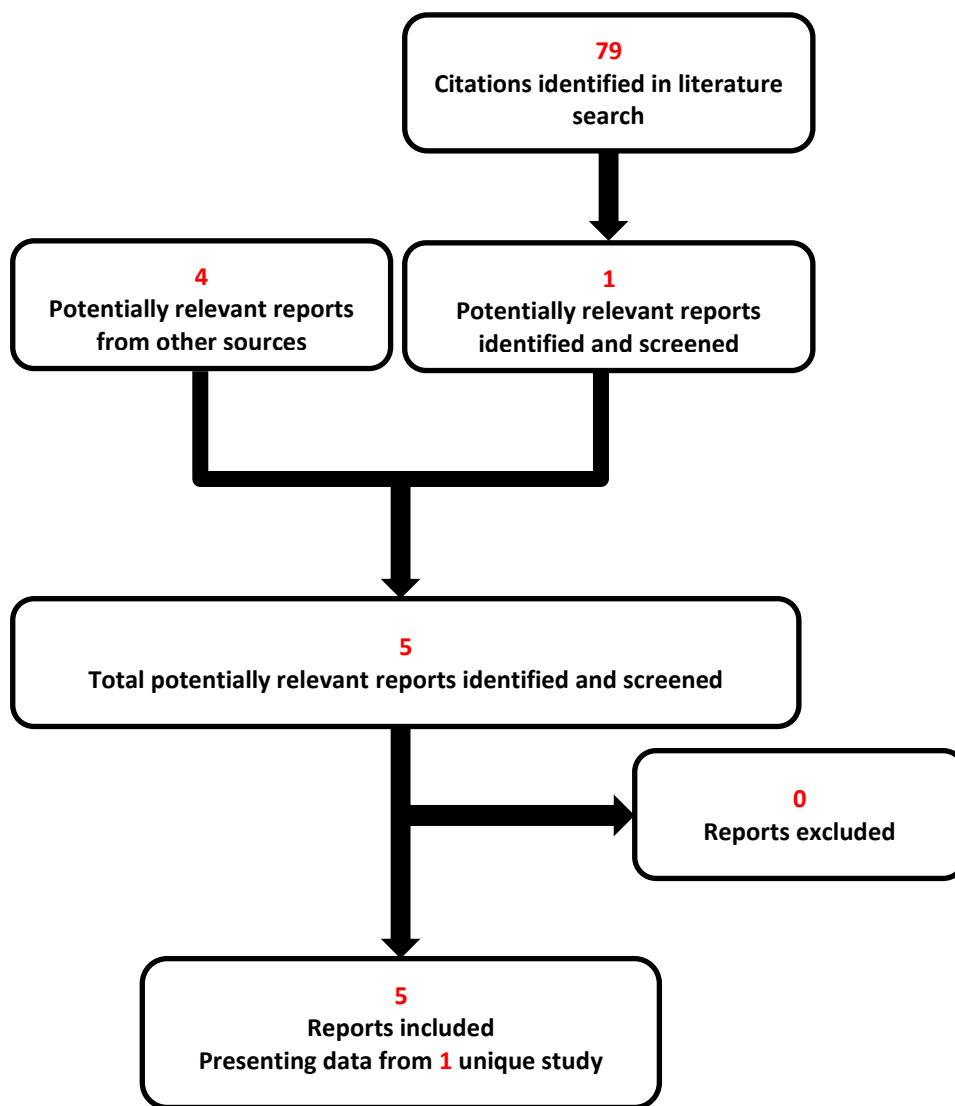 79
Citations identified in literature
search
4
Potentially relevant reports
from other sources
1
Potentially relevant reports
identified and screened
5
Total potentially relevant reports identified and screened
0
Reports excluded
5
Reports included
Presenting data from 1 unique study